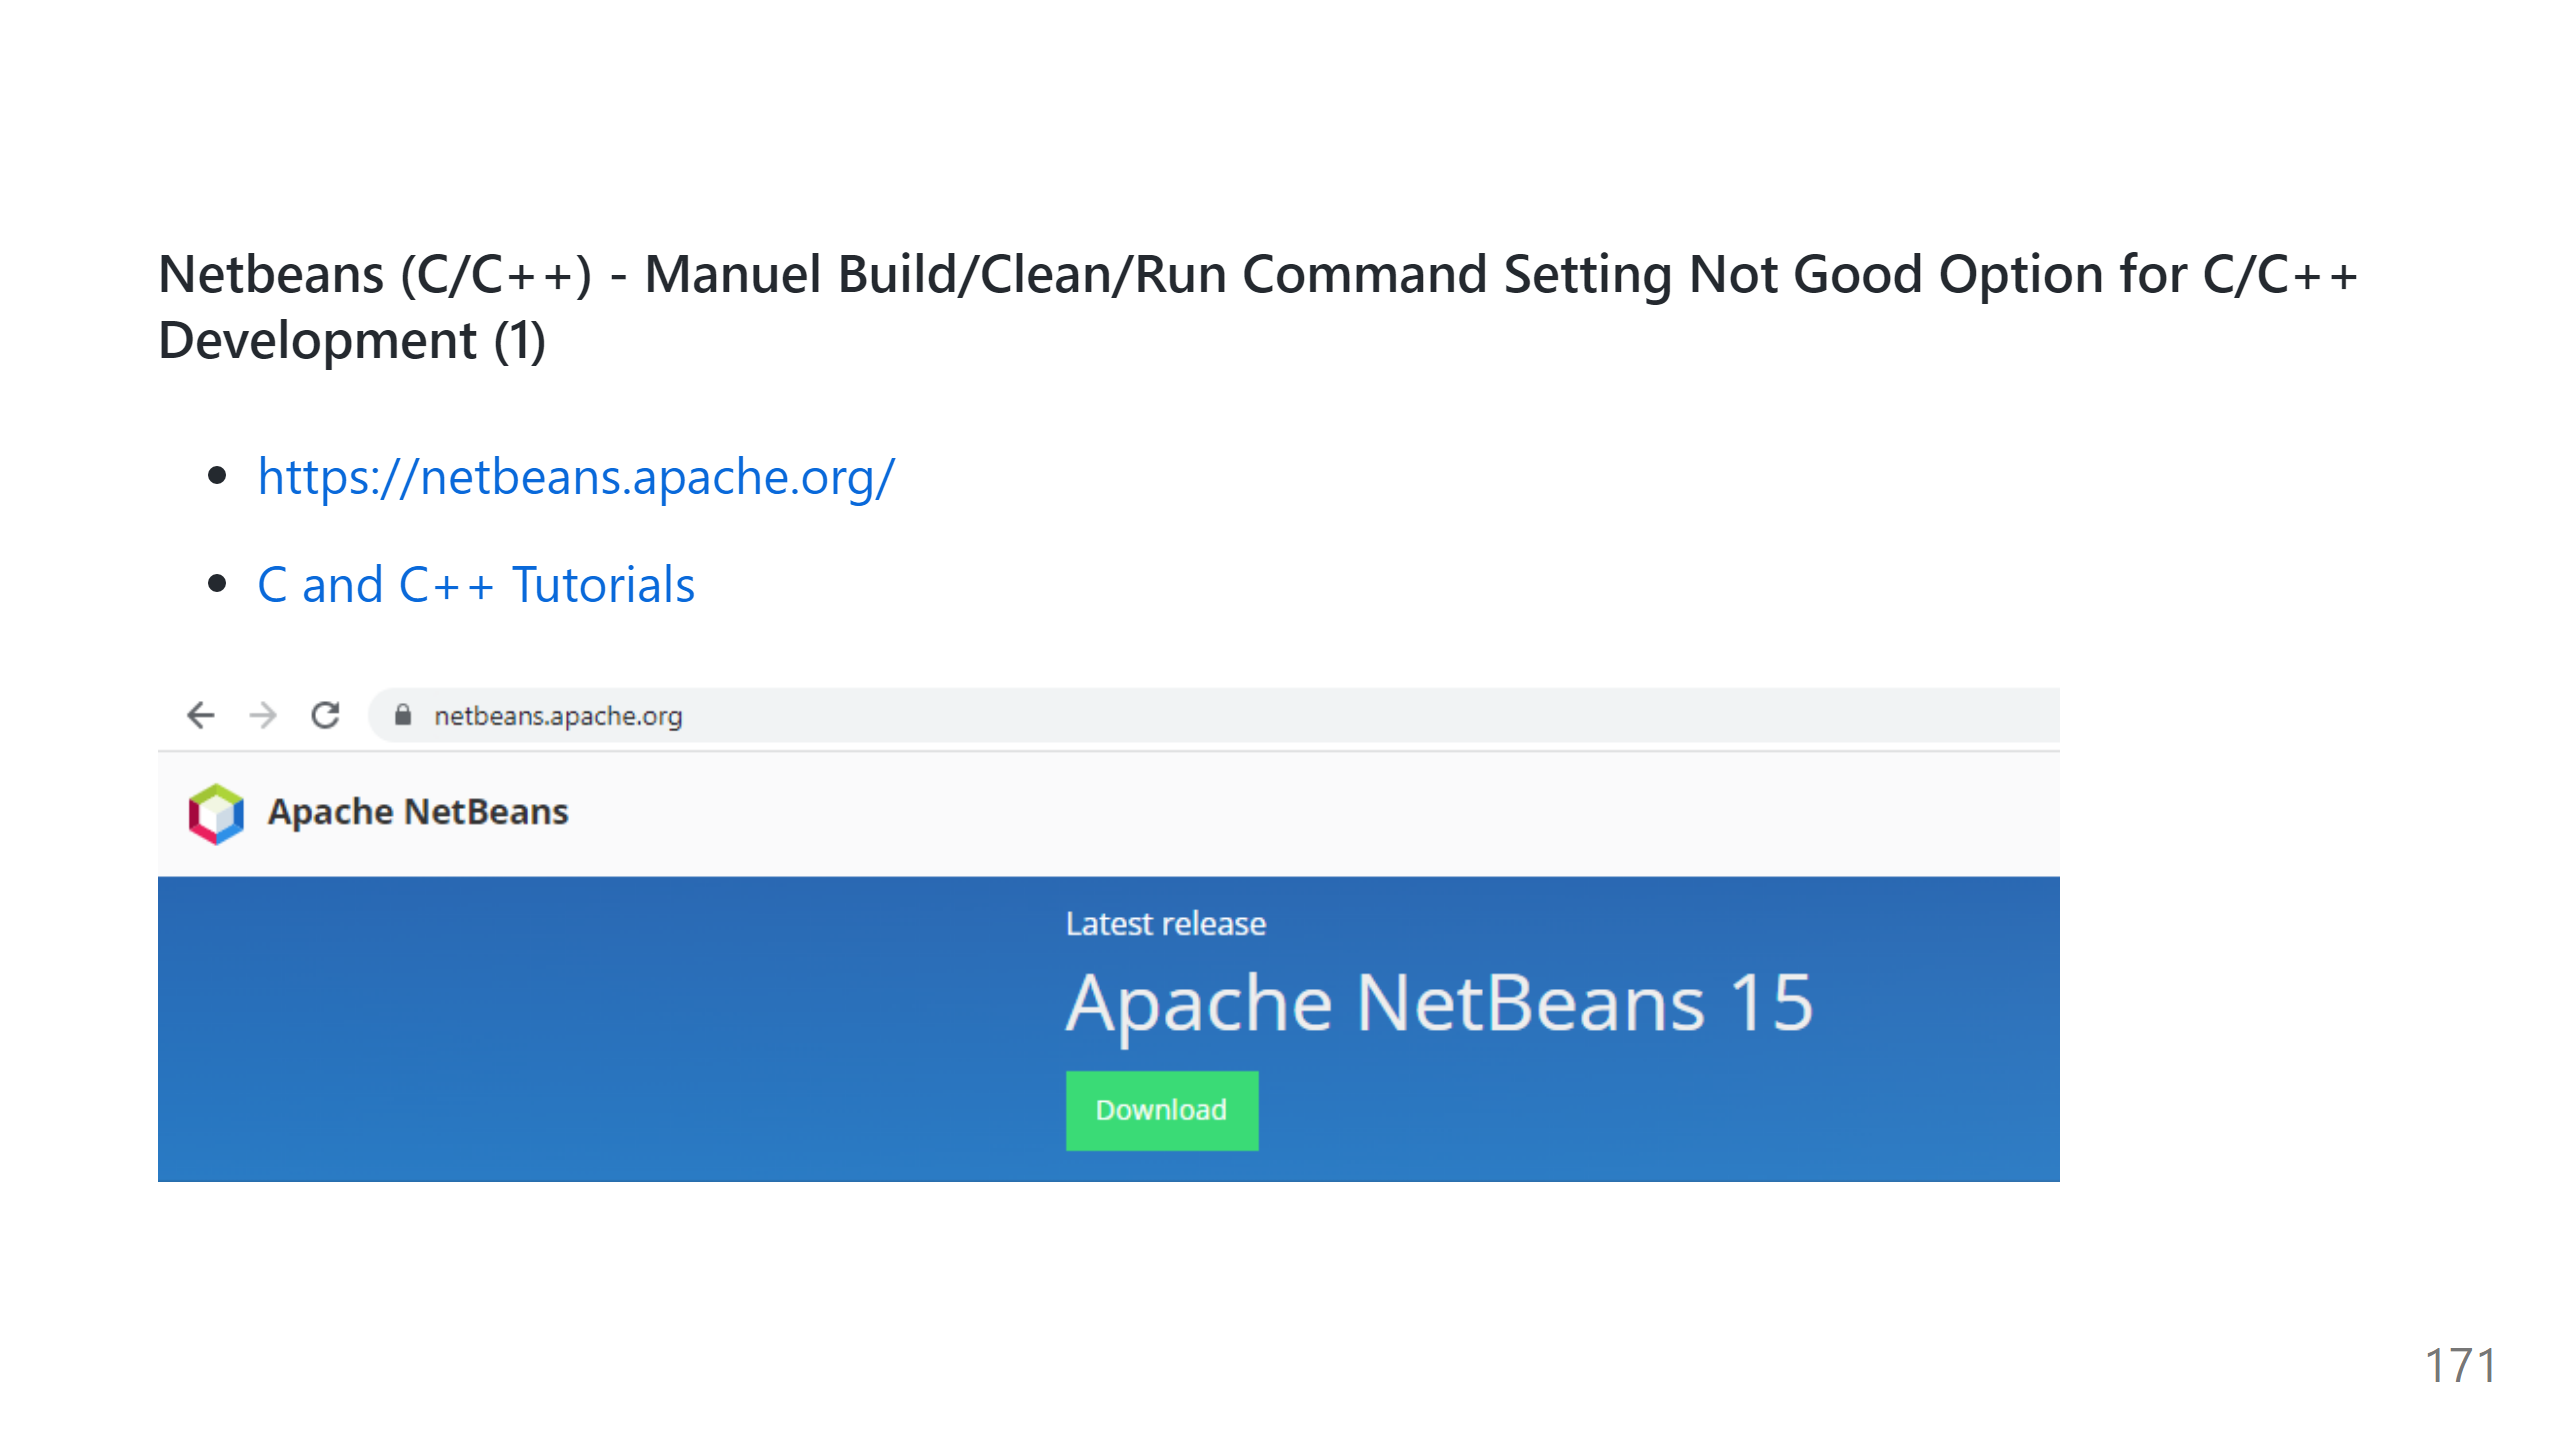 Netbeans (C/C++) - Manuel Build/Clean/Run Command Setting Not Good Option for C/C++
Development (1)
https://netbeans.apache.org/
C and C++ Tutorials
netbeans.apache.org
Apache NetBeans
Latest release
Apache NetBeans 15
Download
171